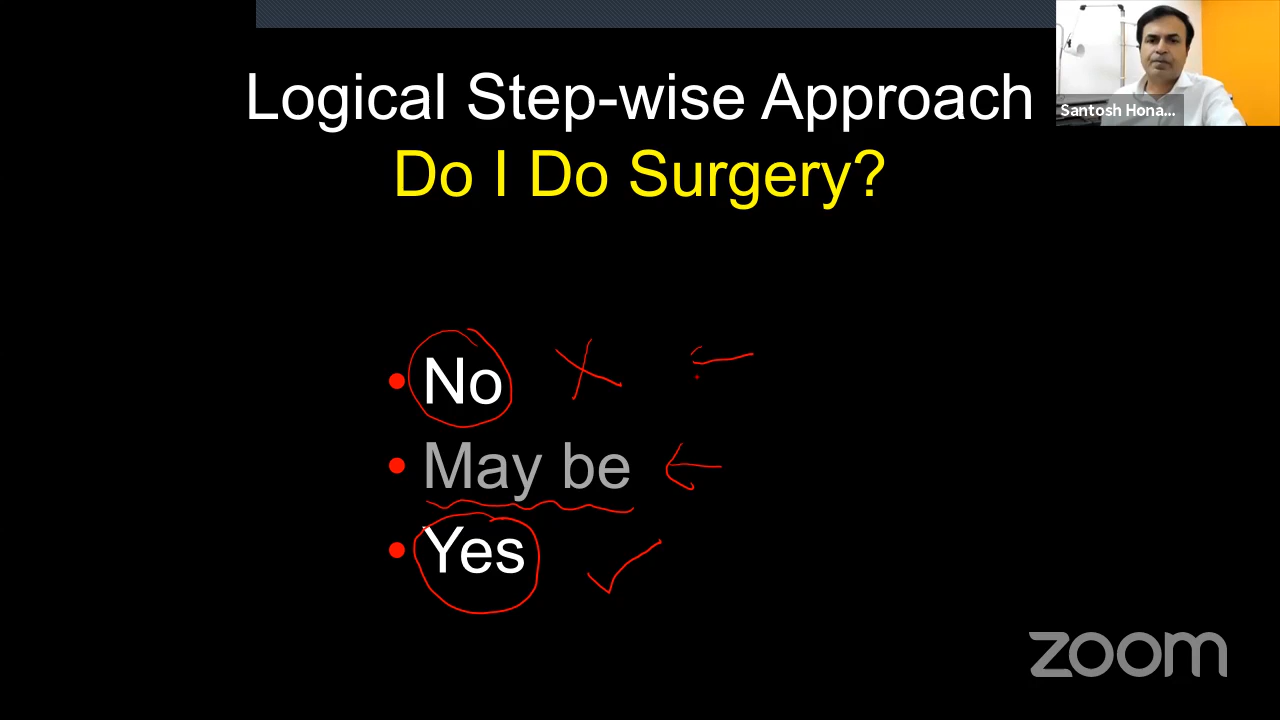 Logical Step-wise Approach
Do I Do Surgery?
Santosh Hona...
• No
• May be
• Yes
zoom